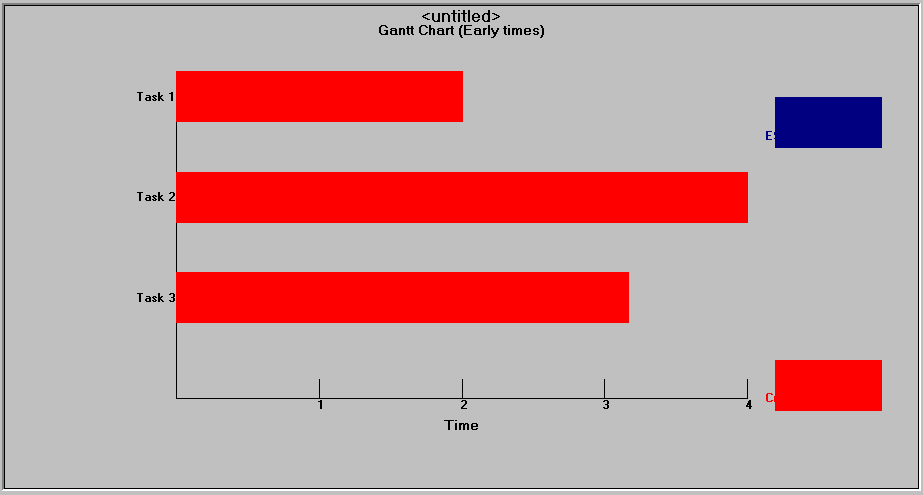 <untitled>
Gantt Chart (Early times)
Task 1
Task 2
Task 3
1 2 3 4
Time